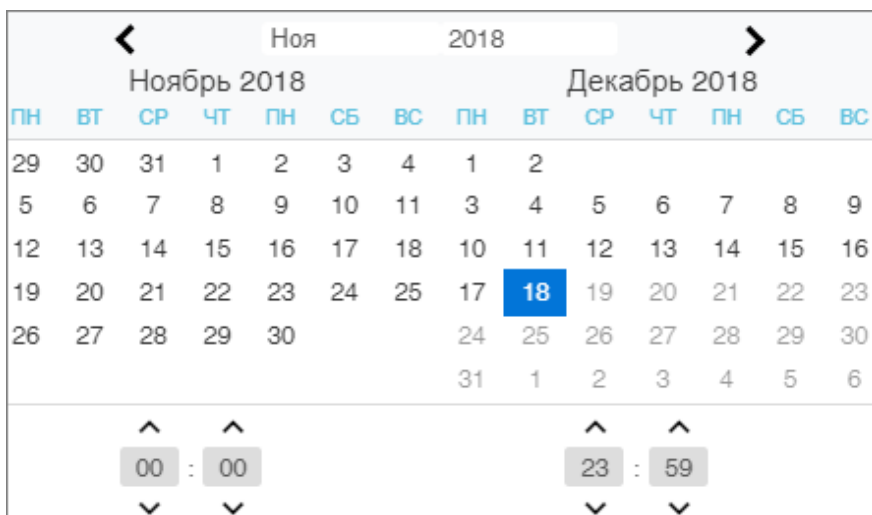 Ноя 2018
Ноябрь 2018 Декабрь 2018
ПН ВТ СР ЧТ ПН СБ ВС ПН ВТ СР ЧТ ПН СБ ВС
29 30 31 1 2 3 4 1 2
5 6 7 8 9 10 11 3 4 5 6 7 8 9
12 13 14 15 16 17 18 10 11 12 13 14 15 16
19 20 21 22 23 24 25 17 18 19 20 21 22 23
26 27 28 29 30 24 25 26 27 28 29 30
31 1 2 3 4 5 6
00 : 00 23 : 59